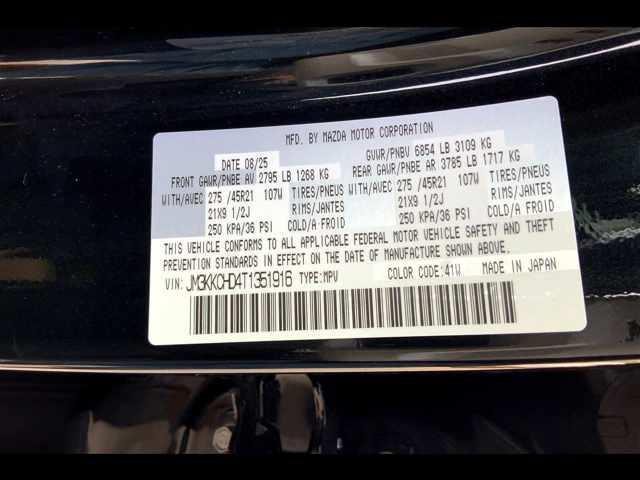 MFD. BY MAZDA MOTOR CORPORATION
DATE 08/25 GVWR/PNBV 6854 LB 3109 KG
FRONT GAWR/PNBE AV 2795 LB 1268 KG REAR GAWR/PNBE AR 3785 LB 1717 KG
WITH/AVEC 275 /45R21 107W TIRES/PNEUS WITH/AVEC 275 /45R21 107W TIRES/PNEUS
21X9 1/2J RIMS/JANTES 21X9 1/2J RIMS/JANTES
250 KPA/36 PSI COLD/A FROID 250 KPA/36 PSI COLD/A FROID
THIS VEHICLE CONFORMS TO ALL APPLICABLE FEDERAL MOTOR VEHICLE SAFETY AND THEFT
PREVENTION STANDARDS IN EFFECT ON THE DATE OF MANUFACTURE SHOWN ABOVE.
VIN: JM3KKCHD4T1351916 TYPE:MPV COLOR CODE:41W MADE IN JAPAN